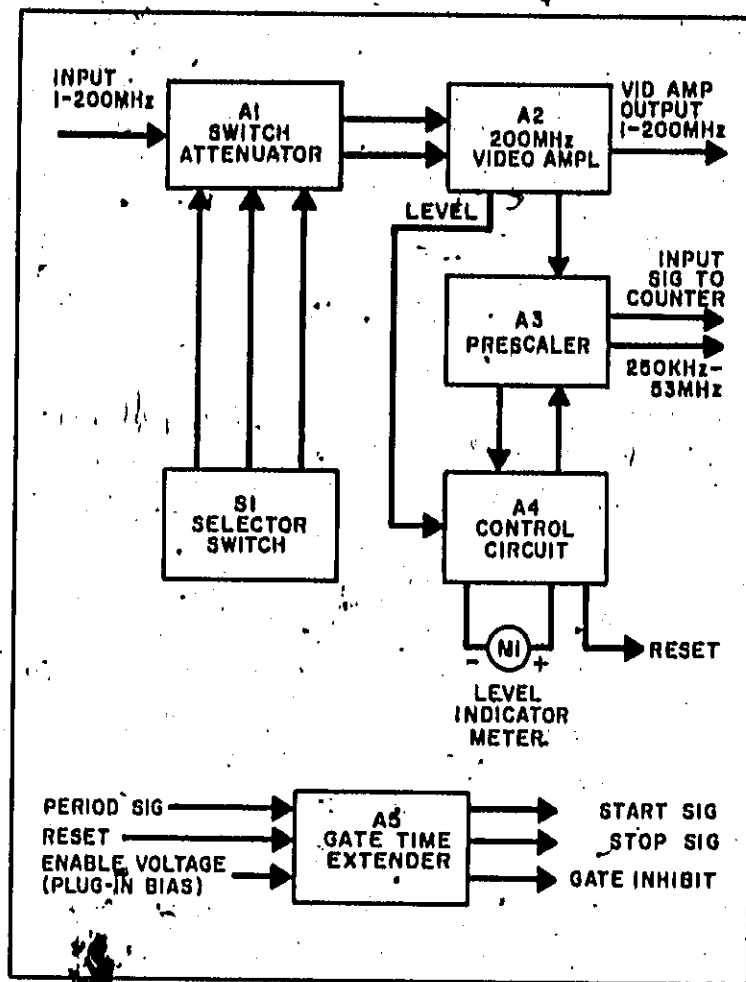 INPUT
1-200MHz
A1
SWITCH
ATTENUATOR
A2
200MHz
VIDEO AMPL
VID AMP
OUTPUT
1-200MHz
LEVEL
A3
PRESCALER
INPUT
SIG TO
COUNTER
250KHz-
53MHz
S1
SELECTOR
SWITCH
A4
CONTROL
CIRCUIT
- M1 +
RESET
LEVEL
INDICATOR
METER
PERIOD SIG
RESET
ENABLE VOLTAGE
(PLUG-IN BIAS)
A5
GATE TIME
EXTENDER
START SIG
STOP SIG
GATE INHIBIT